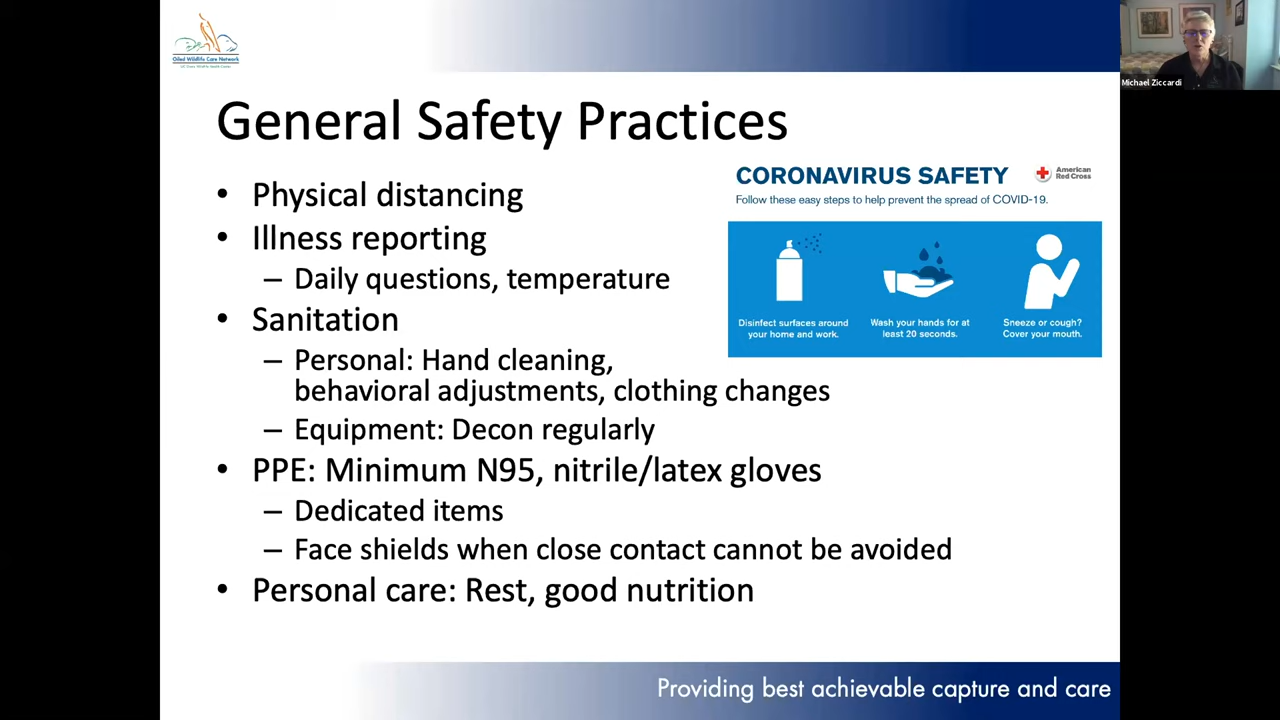 Oiled Wildlife Care Network
Michael Ziccardi
General Safety Practices
• Physical distancing
• Illness reporting
– Daily questions, temperature
• Sanitation
– Personal: Hand cleaning,
behavioral adjustments, clothing changes
– Equipment: Decon regularly
• PPE: Minimum N95, nitrile/latex gloves
– Dedicated items
– Face shields when close contact cannot be avoided
• Personal care: Rest, good nutrition
CORONAVIRUS SAFETY
American
Red Cross
Follow these easy steps to help prevent the spread of COVID-19.
Disinfect surfaces around
your home and work.
Wash your hands for at
least 20 seconds.
Sneeze or cough?
Cover your mouth.
Providing best achievable capture and care